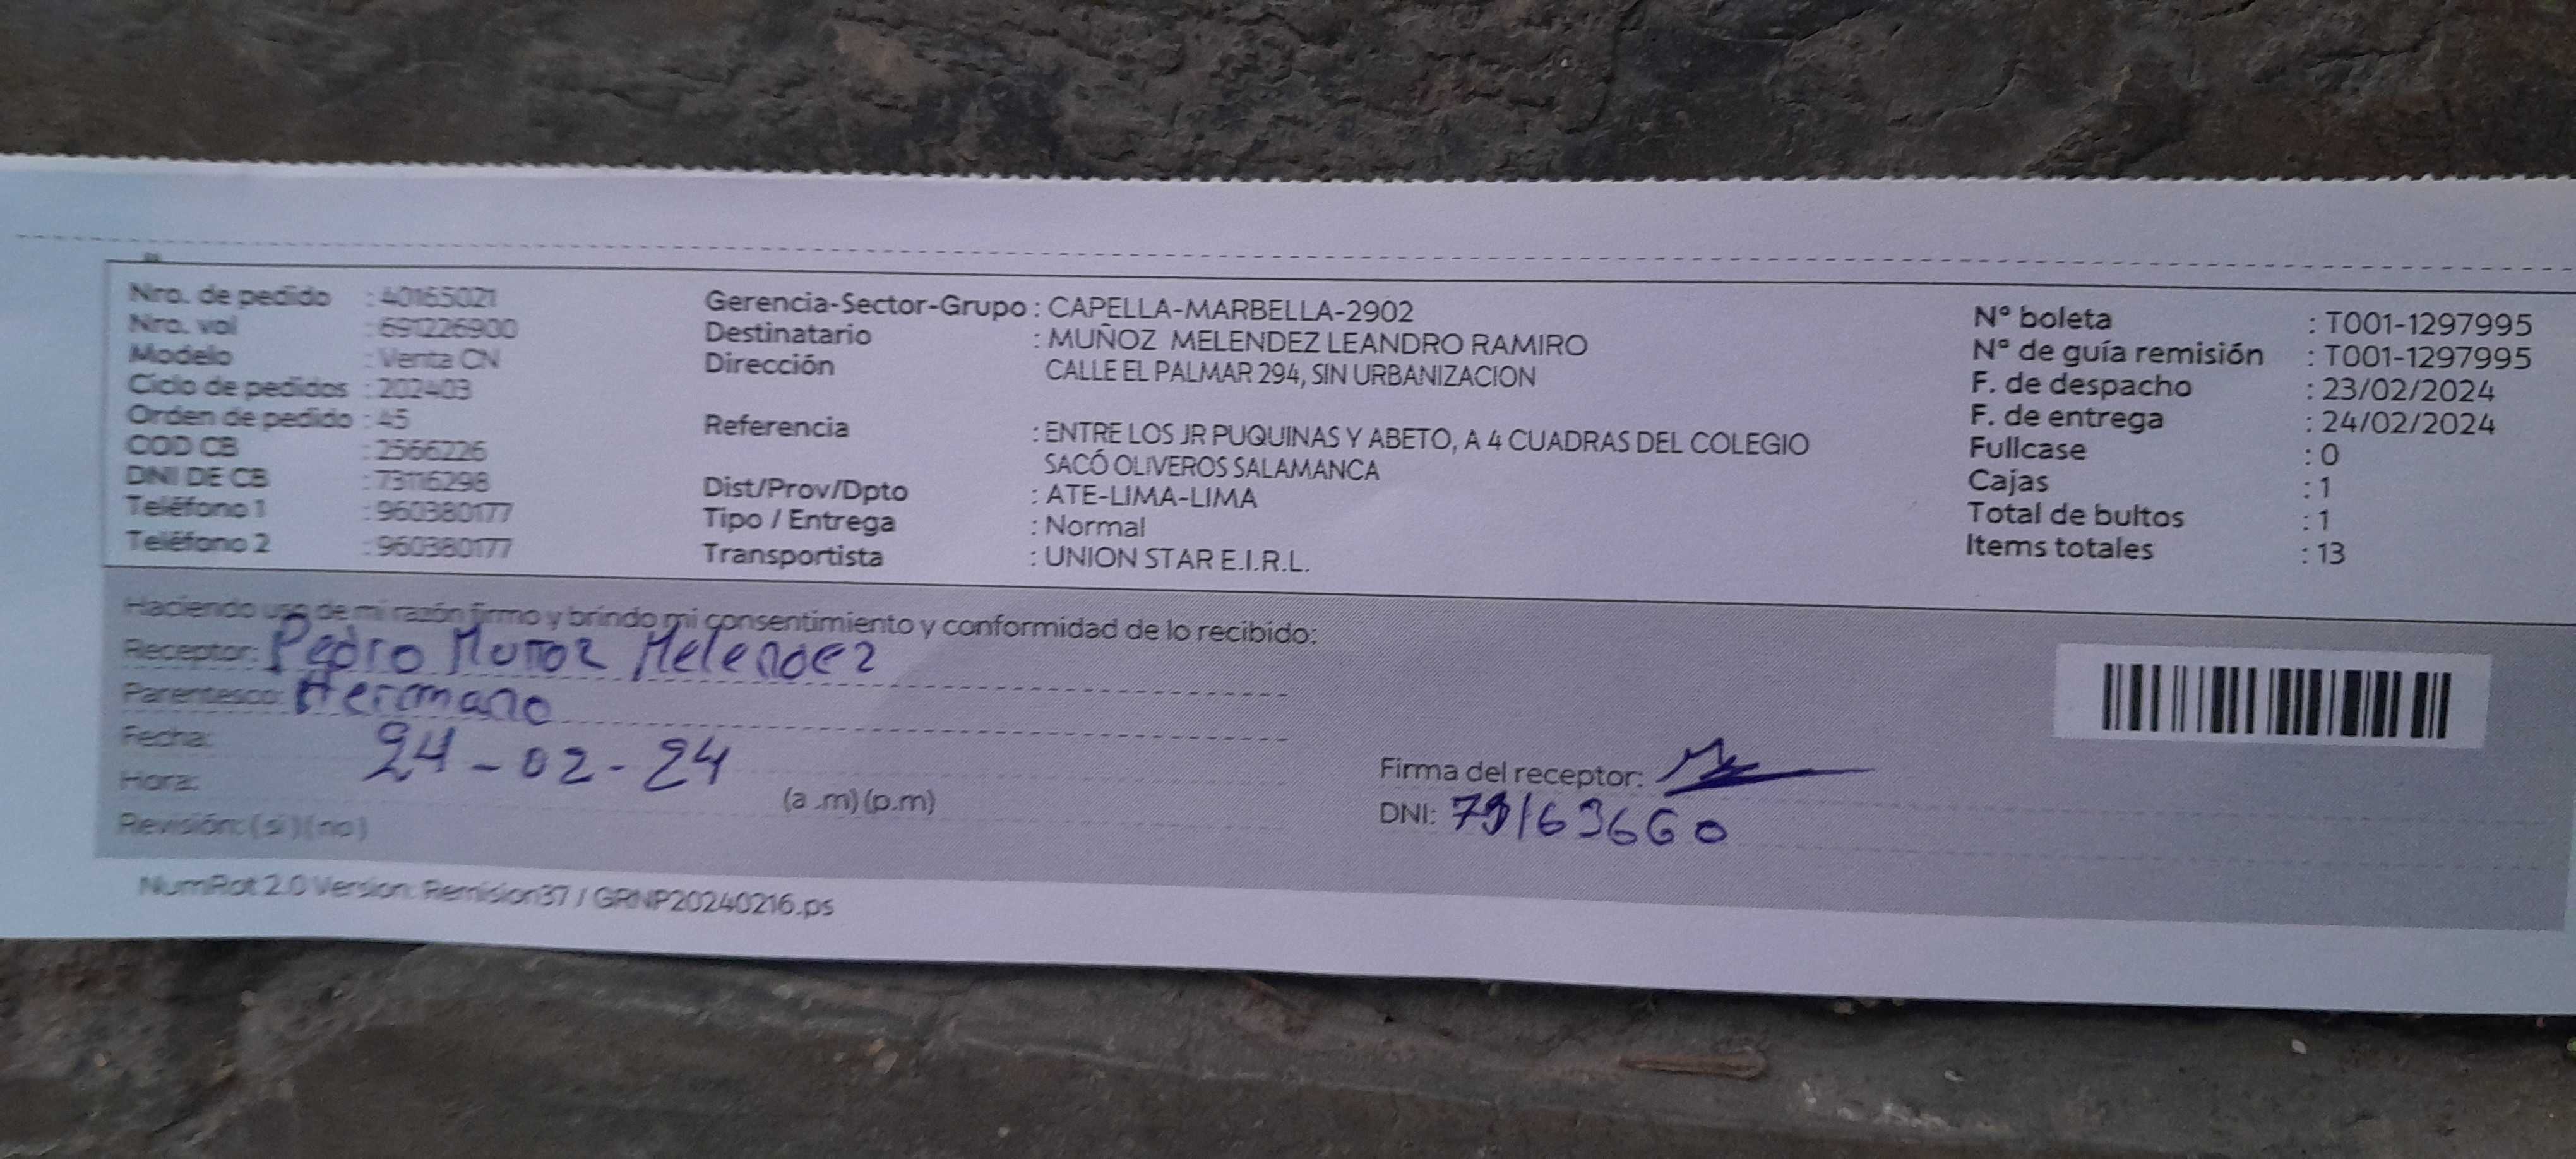 Nro. de pedido : 40165021
Nro. vol : 691226900
Modelo : Venta CN
Ciclo de pedidos : 202403
Orden de pedido : 45
COD CB : 2566226
DNI DE CB : 73116298
Teléfono 1 : 960380177
Teléfono 2 : 960380177
Gerencia-Sector-Grupo : CAPELLA-MARBELLA-2902
Destinatario : MUÑOZ MELENDEZ LEANDRO RAMIRO
Dirección CALLE EL PALMAR 294, SIN URBANIZACION
Referencia : ENTRE LOS JR PUQUINAS Y ABETO, A 4 CUADRAS DEL COLEGIO
SACÓ OLIVEROS SALAMANCA
Dist/Prov/Dpto : ATE-LIMA-LIMA
Tipo / Entrega : Normal
Transportista : UNION STAR E.I.R.L.
N° boleta : T001-1297995
N° de guía remisión : T001-1297995
F. de despacho : 23/02/2024
F. de entrega : 24/02/2024
Fullcase : 0
Cajas : 1
Total de bultos : 1
Items totales : 13
Haciendo uso de mi razón firmo y brindo mi consentimiento y conformidad de lo recibido:
Receptor: Pedro Muñoz Melendez
Parentesco: Hermano
Fecha: 24-02-24
Hora: (a.m) (p.m)
Revisión: (si) (no)
Firma del receptor:
DNI:
NumRot 2.0 Version: Remision37 / GRNP20240216.ps